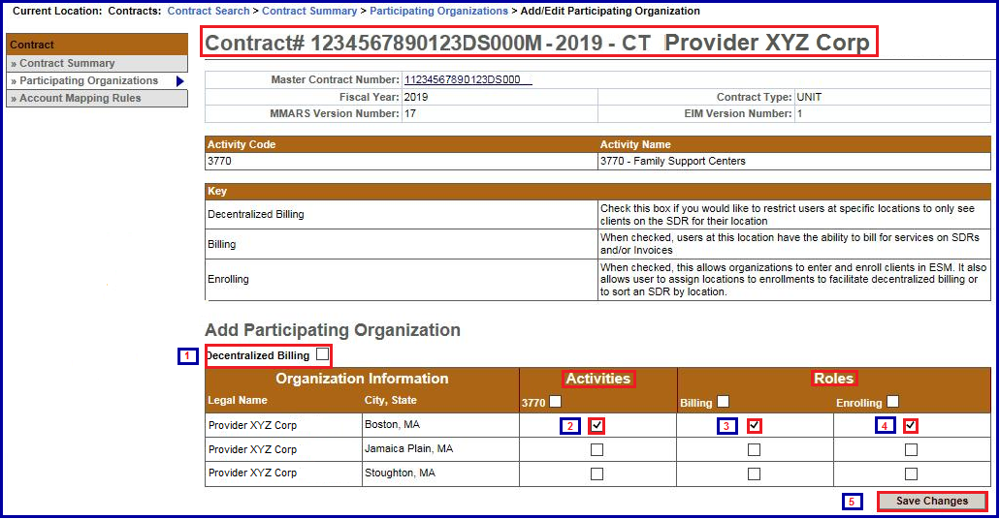 Current Location: Contracts: Contract Search > Contract Summary > Participating Organizations > Add/Edit Participating Organization
Contract
» Contract Summary
» Participating Organizations
» Account Mapping Rules
Contract# 1234567890123DS000M - 2019 - CT Provider XYZ Corp
Master Contract Number: 11234567890123DS000
Fiscal Year: 2019 Contract Type: UNIT
MMARS Version Number: 17 EIM Version Number: 1
Activity Code Activity Name
3770 3770 - Family Support Centers
Key
Decentralized Billing Check this box if you would like to restrict users at specific locations to only see
clients on the SDR for their location
Billing When checked, users at this location have the ability to bill for services on SDRs
and/or Invoices
Enrolling When checked, this allows organizations to enter and enroll clients in ESM. It also
allows user to assign locations to enrollments to facilitate decentralized billing or
to sort an SDR by location.
Add Participating Organization
1 Decentralized Billing
Organization Information Activities Roles
Legal Name City, State 3770 Billing Enrolling
Provider XYZ Corp Boston, MA 2 3 4
Provider XYZ Corp Jamaica Plain, MA
Provider XYZ Corp Stoughton, MA
5 Save Changes